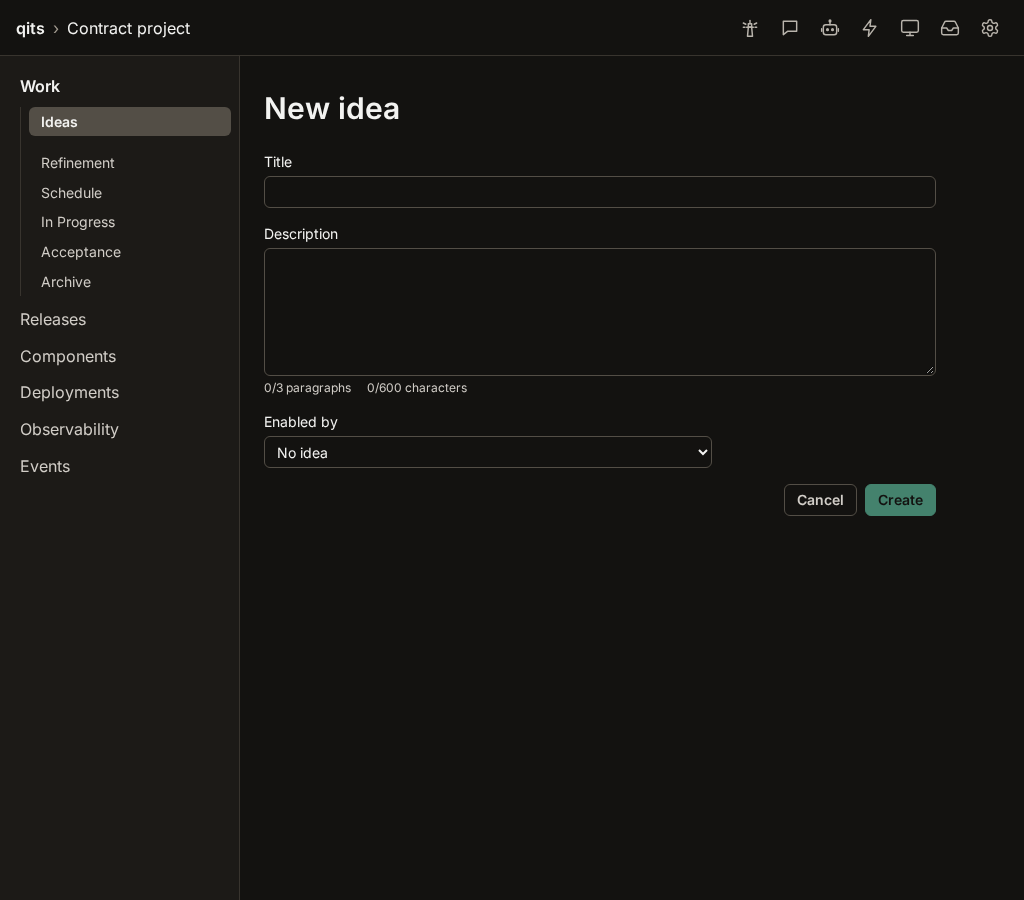 qits › Contract project
Work
Ideas
Refinement
Schedule
In Progress
Acceptance
Archive
Releases
Components
Deployments
Observability
Events
New idea
Title
Description
0/3 paragraphs 0/600 characters
Enabled by
No idea
Cancel Create